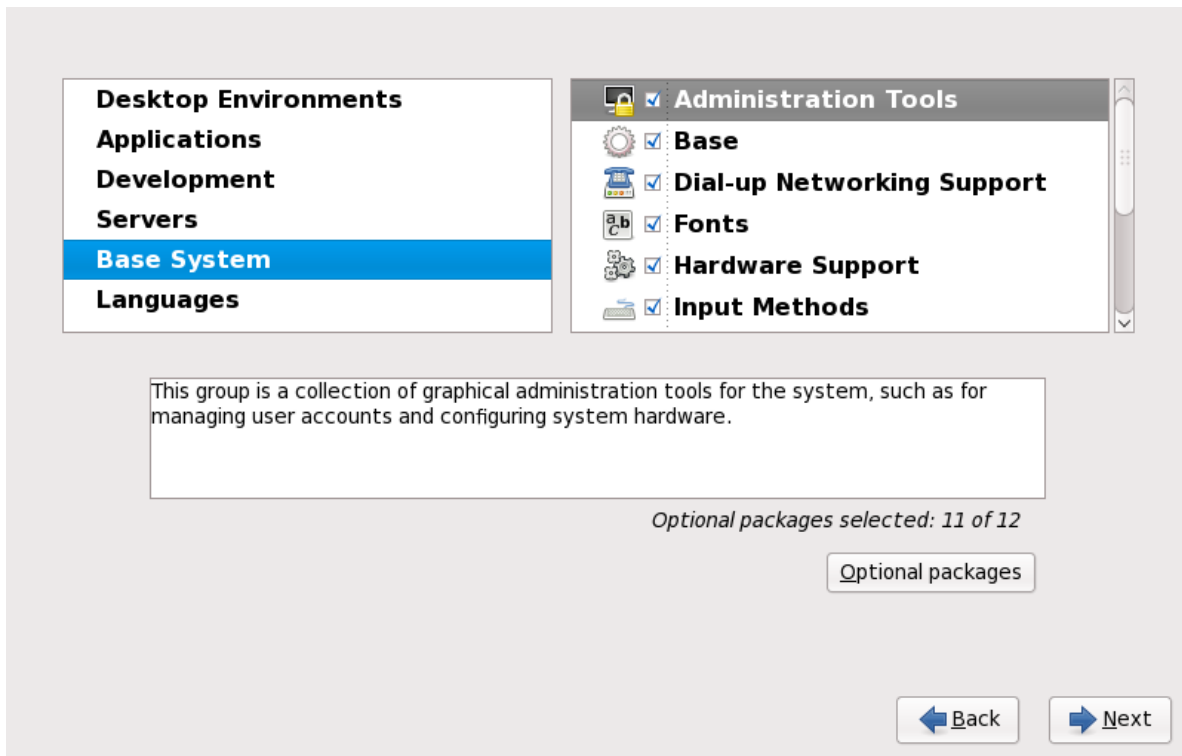 Desktop Environments
Applications
Development
Servers
Base System
Languages
Administration Tools
Base
Dial-up Networking Support
a b c
Fonts
Hardware Support
Input Methods
This group is a collection of graphical administration tools for the system, such as for
managing user accounts and configuring system hardware.
Optional packages selected: 11 of 12
Optional packages
Back
Next